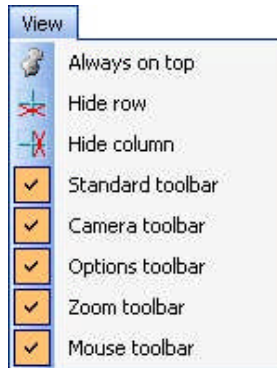 View
Always on top
Hide row
Hide column
Standard toolbar
Camera toolbar
Options toolbar
Zoom toolbar
Mouse toolbar